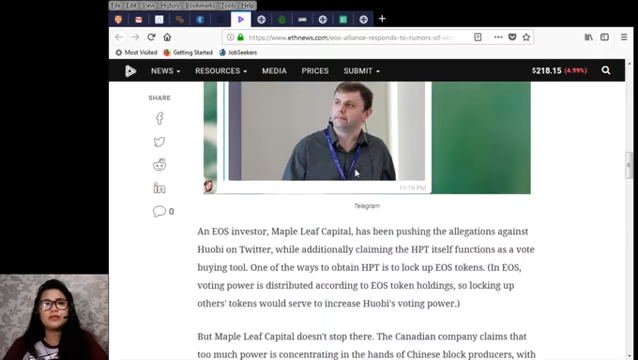 File Edit View History Bookmarks Tools Help
https://www.ethnews.com/eos-alliance-responds-to-rumors-of-vo
Most Visited Getting Started JobSeekers
NEWS RESOURCES MEDIA PRICES SUBMIT $218.15 (4.99%)
SHARE
0
11:19 PM
Telegram
An EOS investor, Maple Leaf Capital, has been pushing the allegations against
Huobi on Twitter, while additionally claiming the HPT itself functions as a vote
buying tool. One of the ways to obtain HPT is to lock up EOS tokens. (In EOS,
voting power is distributed according to EOS token holdings, so locking up
others' tokens would serve to increase Huobi's voting power.)
But Maple Leaf Capital doesn't stop there. The Canadian company claims that
too much power is concentrating in the hands of Chinese block producers, with